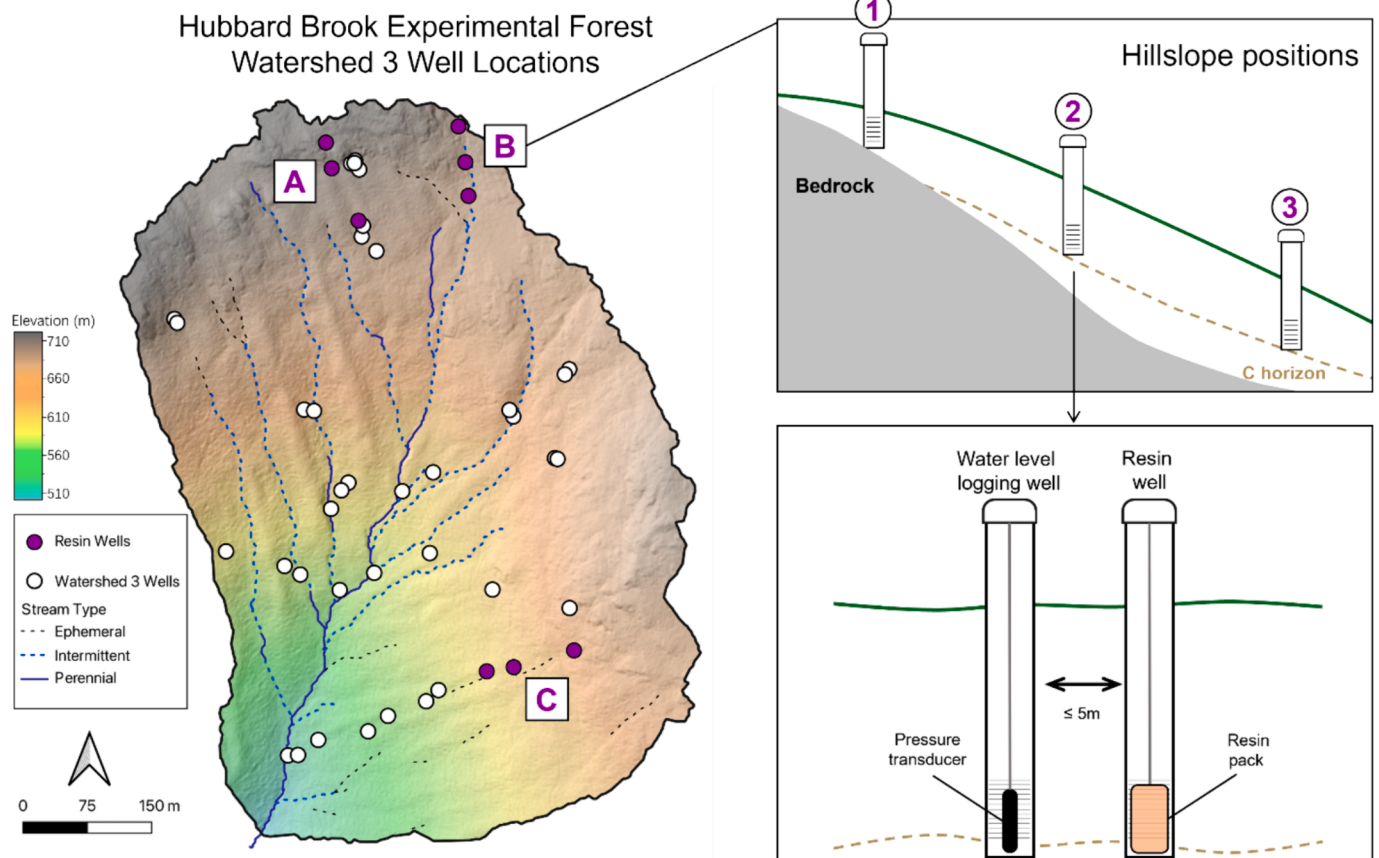 Hubbard Brook Experimental Forest
Watershed 3 Well Locations
A
B
C
Elevation (m)
710
660
610
560
510
Resin Wells
Watershed 3 Wells
Stream Type
Ephemeral
Intermittent
Perennial
0 75 150 m
1
Hillslope positions
2
3
Bedrock
C horizon
Water level
logging well
Resin
well
≤ 5m
Pressure
transducer
Resin
pack